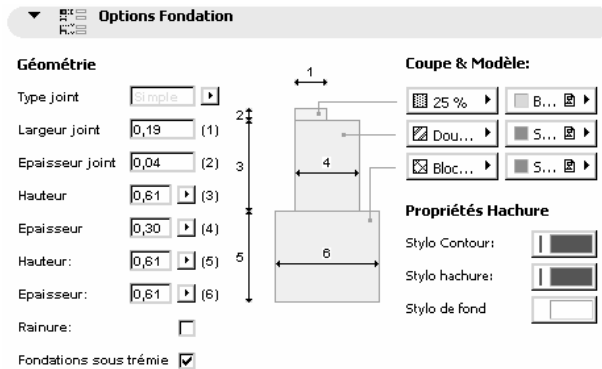 Options Fondation
Géométrie
Type joint Simple
Largeur joint 0,19 (1)
Epaisseur joint 0,04 (2)
Hauteur 0,61 (3)
Epaisseur 0,30 (4)
Hauteur: 0,61 (5)
Epaisseur: 0,61 (6)
Rainure:
Fondations sous trémie
1
2
3
4
5
6
Coupe & Modèle:
25 % B...
Dou... S...
Bloc... S...
Propriétés Hachure
Stylo Contour:
Stylo hachure:
Stylo de fond